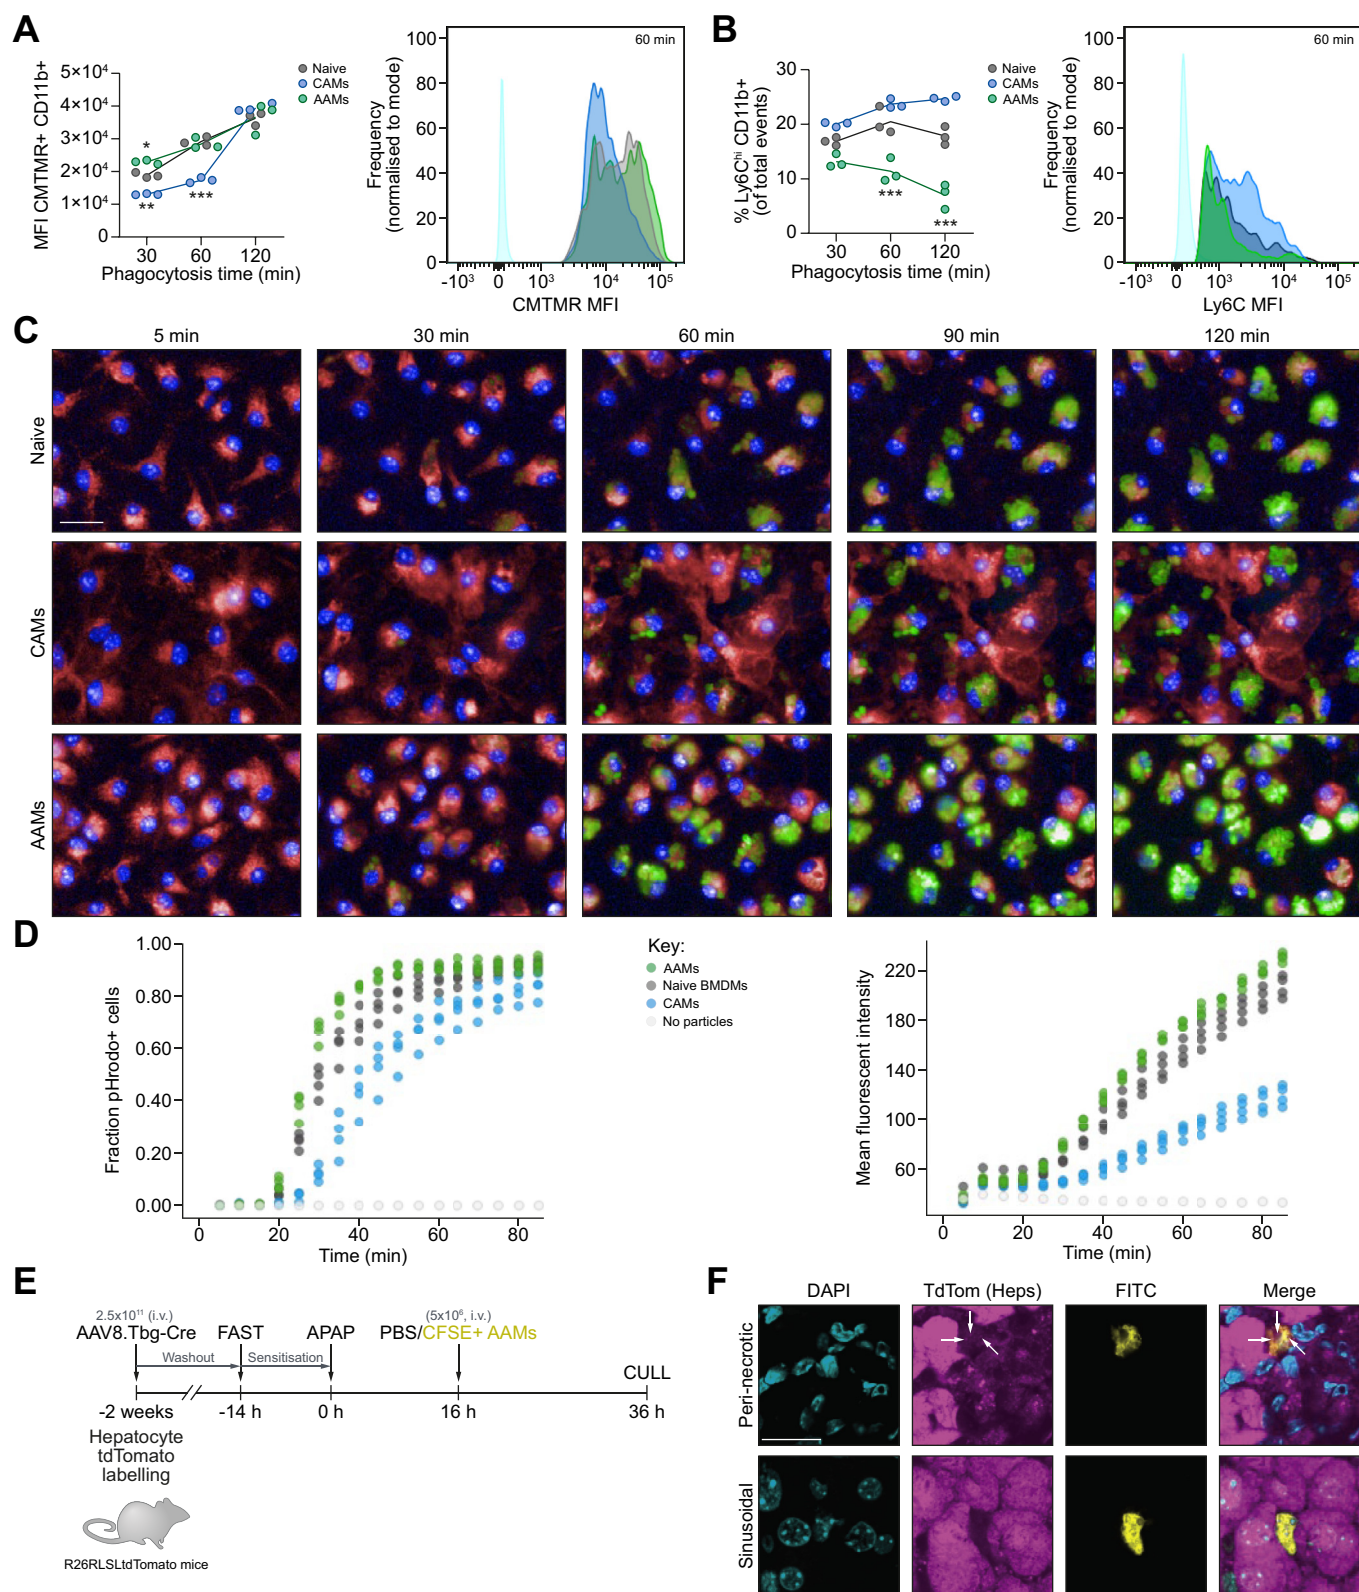 A
MFI CMTMR+ CD11b+
5×10⁴
4×10⁴
3×10⁴
2×10⁴
1×10⁴
0
*
**
***
30
60
120
Phagocytosis time (min)
Naive
CAMs
AAMs
Frequency
(normalised to mode)
100
80
60
40
20
0
60 min
-10³
0
10³
10⁴
10⁵
CMTMR MFI
B
% Ly6Cʰⁱ CD11b+
(of total events)
30
20
10
0
***
***
30
60
120
Phagocytosis time (min)
Naive
CAMs
AAMs
Frequency
(normalised to mode)
100
80
60
40
20
0
60 min
-10³
0
10³
10⁴
10⁵
Ly6C MFI
C
5 min
30 min
60 min
90 min
120 min
Naive
CAMs
AAMs
D
Fraction pHrodo+ cells
1.00
0.80
0.60
0.40
0.20
0.00
0
20
40
60
80
Time (min)
Key:
AAMs
Naive BMDMs
CAMs
No particles
Mean fluorescent intensity
220
180
140
100
60
0
20
40
60
80
Time (min)
E
2.5x10¹¹ (i.v.)
AAV8.Tbg-Cre
FAST
APAP
(5x10⁶, i.v.)
PBS/CFSE+ AAMs
Washout
Sensitisation
CULL
-2 weeks
-14 h
0 h
16 h
36 h
Hepatocyte
tdTomato
labelling
R26RLSLtdTomato mice
F
DAPI
TdTom (Heps)
FITC
Merge
Peri-necrotic
Sinusoidal